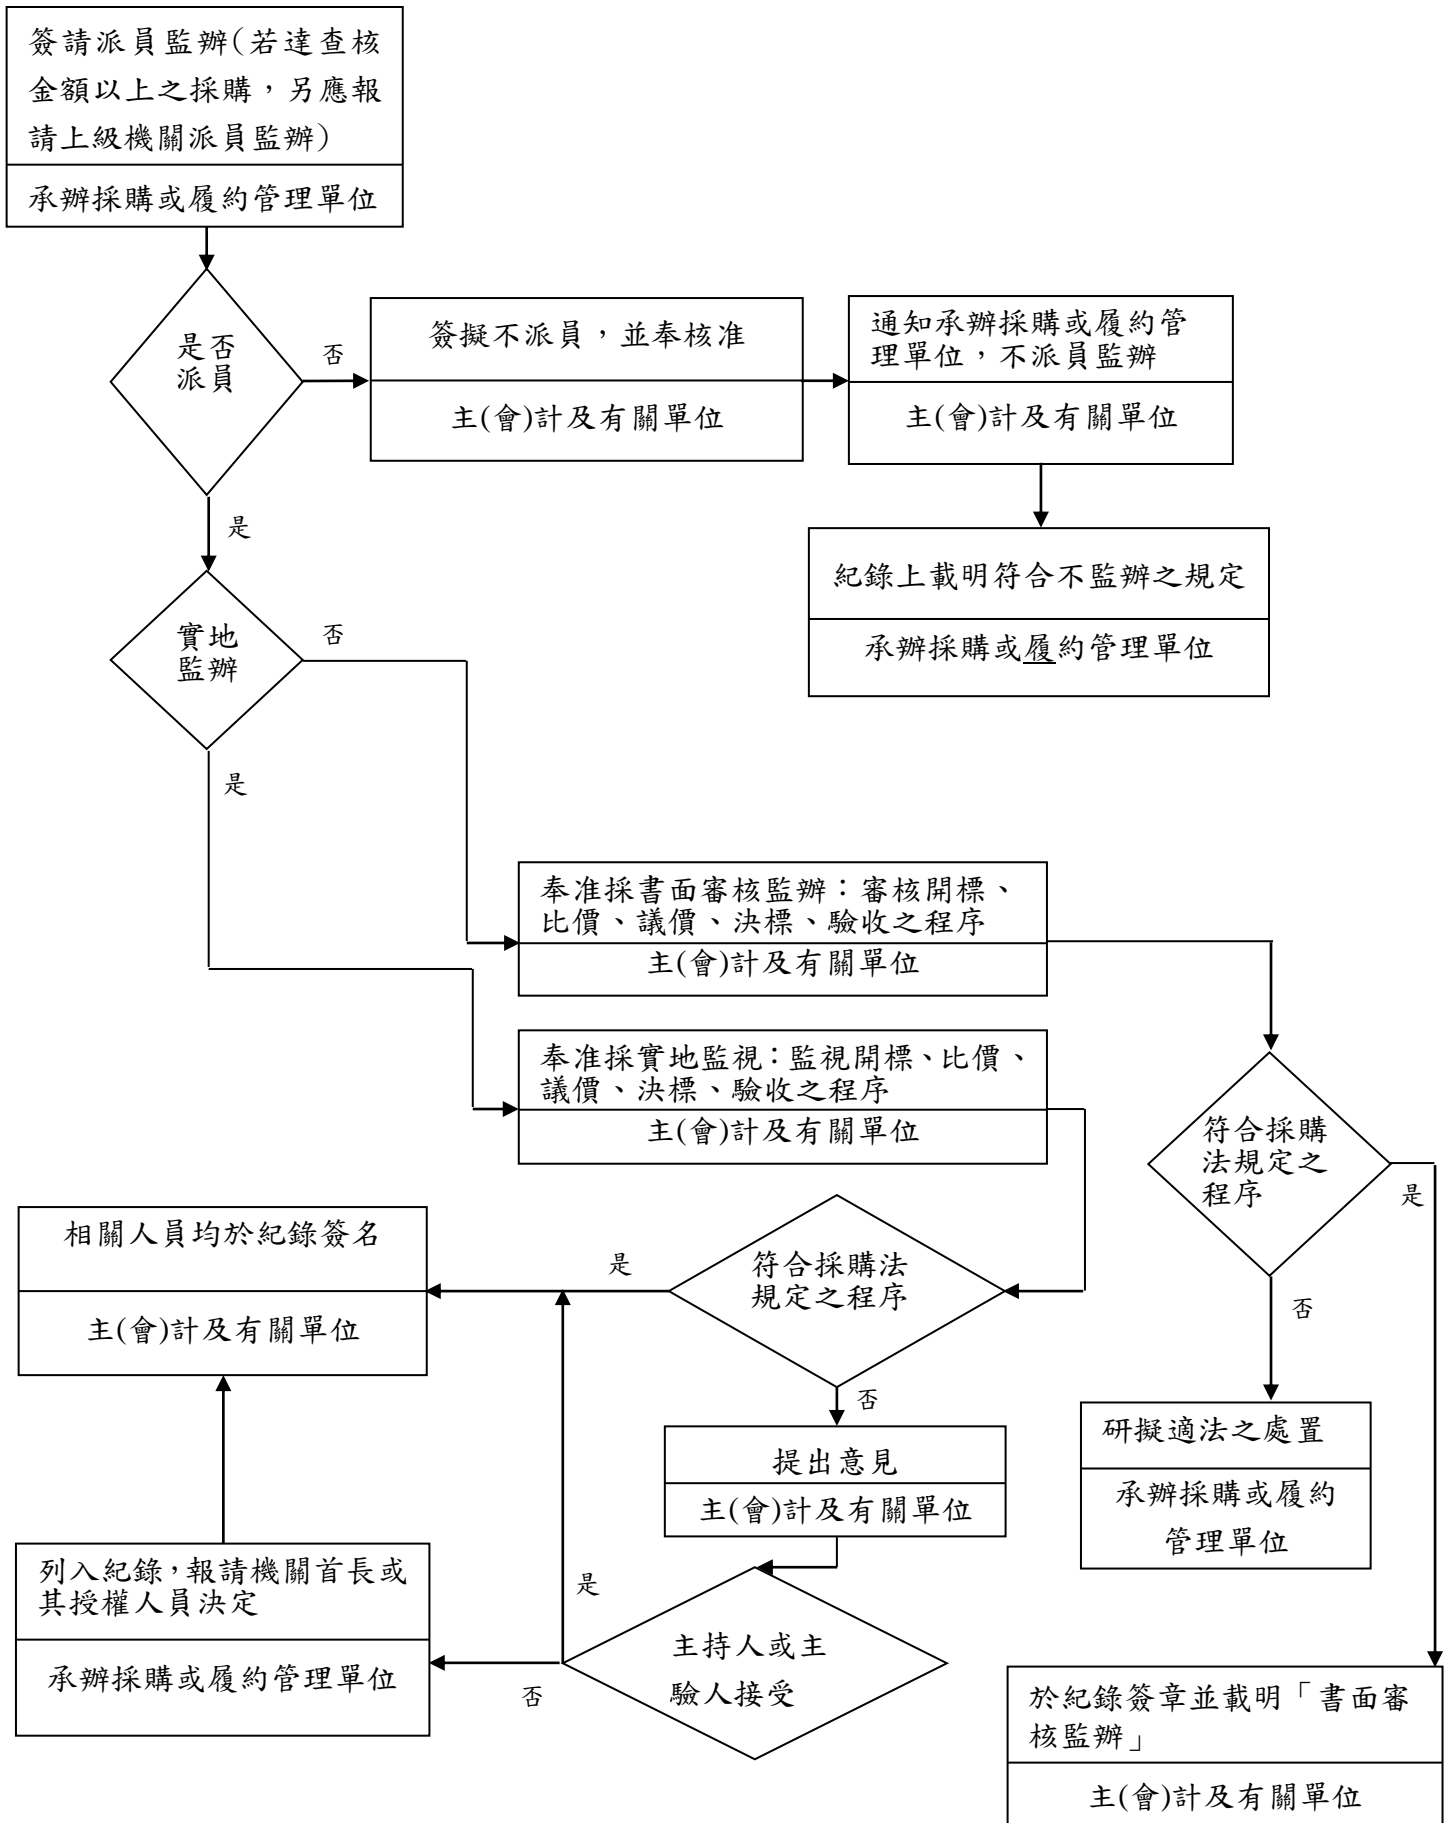 簽請派員監辦(若達查核
金額以上之採購，另應報
請上級機關派員監辦)
承辦採購或履約管理單位
是否
派員
否
簽擬不派員，並奉核准
主(會)計及有關單位
通知承辦採購或履約管
理單位，不派員監辦
主(會)計及有關單位
是
紀錄上載明符合不監辦之規定
承辦採購或履約管理單位
實地
監辦
否
是
奉准採書面審核監辦：審核開標、
比價、議價、決標、驗收之程序
主(會)計及有關單位
奉准採實地監視：監視開標、比價、
議價、決標、驗收之程序
主(會)計及有關單位
符合採購
法規定之
程序
是
否
相關人員均於紀錄簽名
主(會)計及有關單位
是
符合採購法
規定之程序
否
提出意見
主(會)計及有關單位
研擬適法之處置
承辦採購或履約
管理單位
列入紀錄，報請機關首長或
其授權人員決定
承辦採購或履約管理單位
是
否
主持人或主
驗人接受
於紀錄簽章並載明「書面審
核監辦」
主(會)計及有關單位